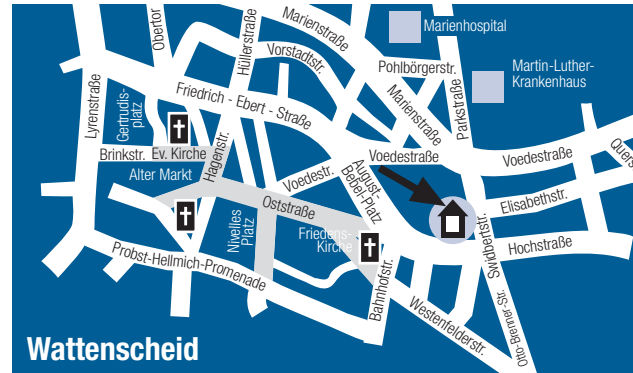 Marienstraße
Marienhospital
Obertor
Hüllerstraße
Vorstadtstr.
Pohlbörgerstr.
Martin-Luther-
Krankenhaus
Marienstraße
Parkstraße
Lyrenstraße
Gertrudis-
platz
Friedrich - Ebert - Straße
Brinkstr.
Ev. Kirche
Hagenstr.
Voedestraße
Voedestraße
Quers
Alter Markt
Voedestr.
August-
Bebel-Platz
Elisabethstr.
Oststraße
Nivelles
Platz
Friedens-
Kirche
Swidbertstr.
Hochstraße
Probst-Hellmich-Promenade
Bahnhofstr.
Westenfelderstr.
Otto-Brenner-Str.
Wattenscheid